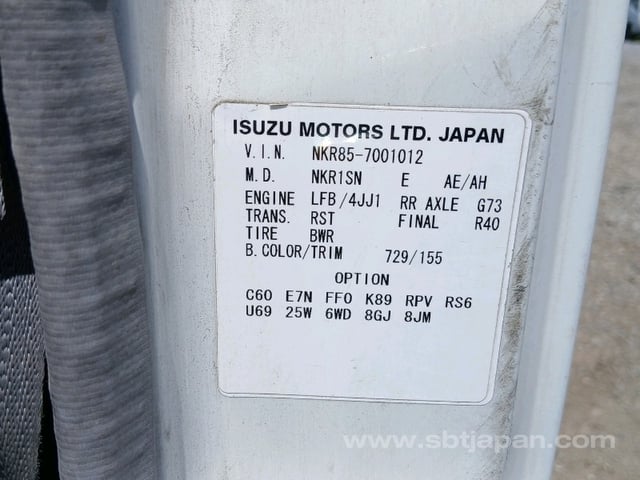 ISUZU MOTORS LTD. JAPAN
V.I.N. NKR85-7001012
M.D. NKR1SN E AE/AH
ENGINE LFB/4JJ1 RR AXLE G73
TRANS. RST FINAL R40
TIRE BWR
B.COLOR/TRIM 729/155
OPTION
C60 E7N FF0 K89 RPV RS6
U69 25W 6WD 8GJ 8JM
www.sbtjapan.com